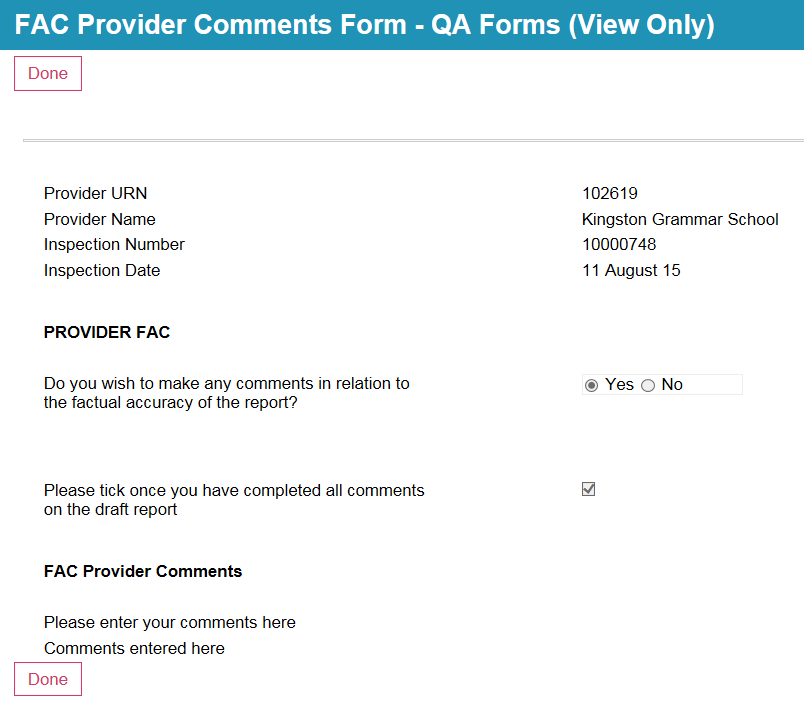 FAC Provider Comments Form - QA Forms (View Only)
Done
Provider URN 102619
Provider Name Kingston Grammar School
Inspection Number 10000748
Inspection Date 11 August 15
PROVIDER FAC
Do you wish to make any comments in relation to Yes No
the factual accuracy of the report?
Please tick once you have completed all comments
on the draft report
FAC Provider Comments
Please enter your comments here
Comments entered here
Done